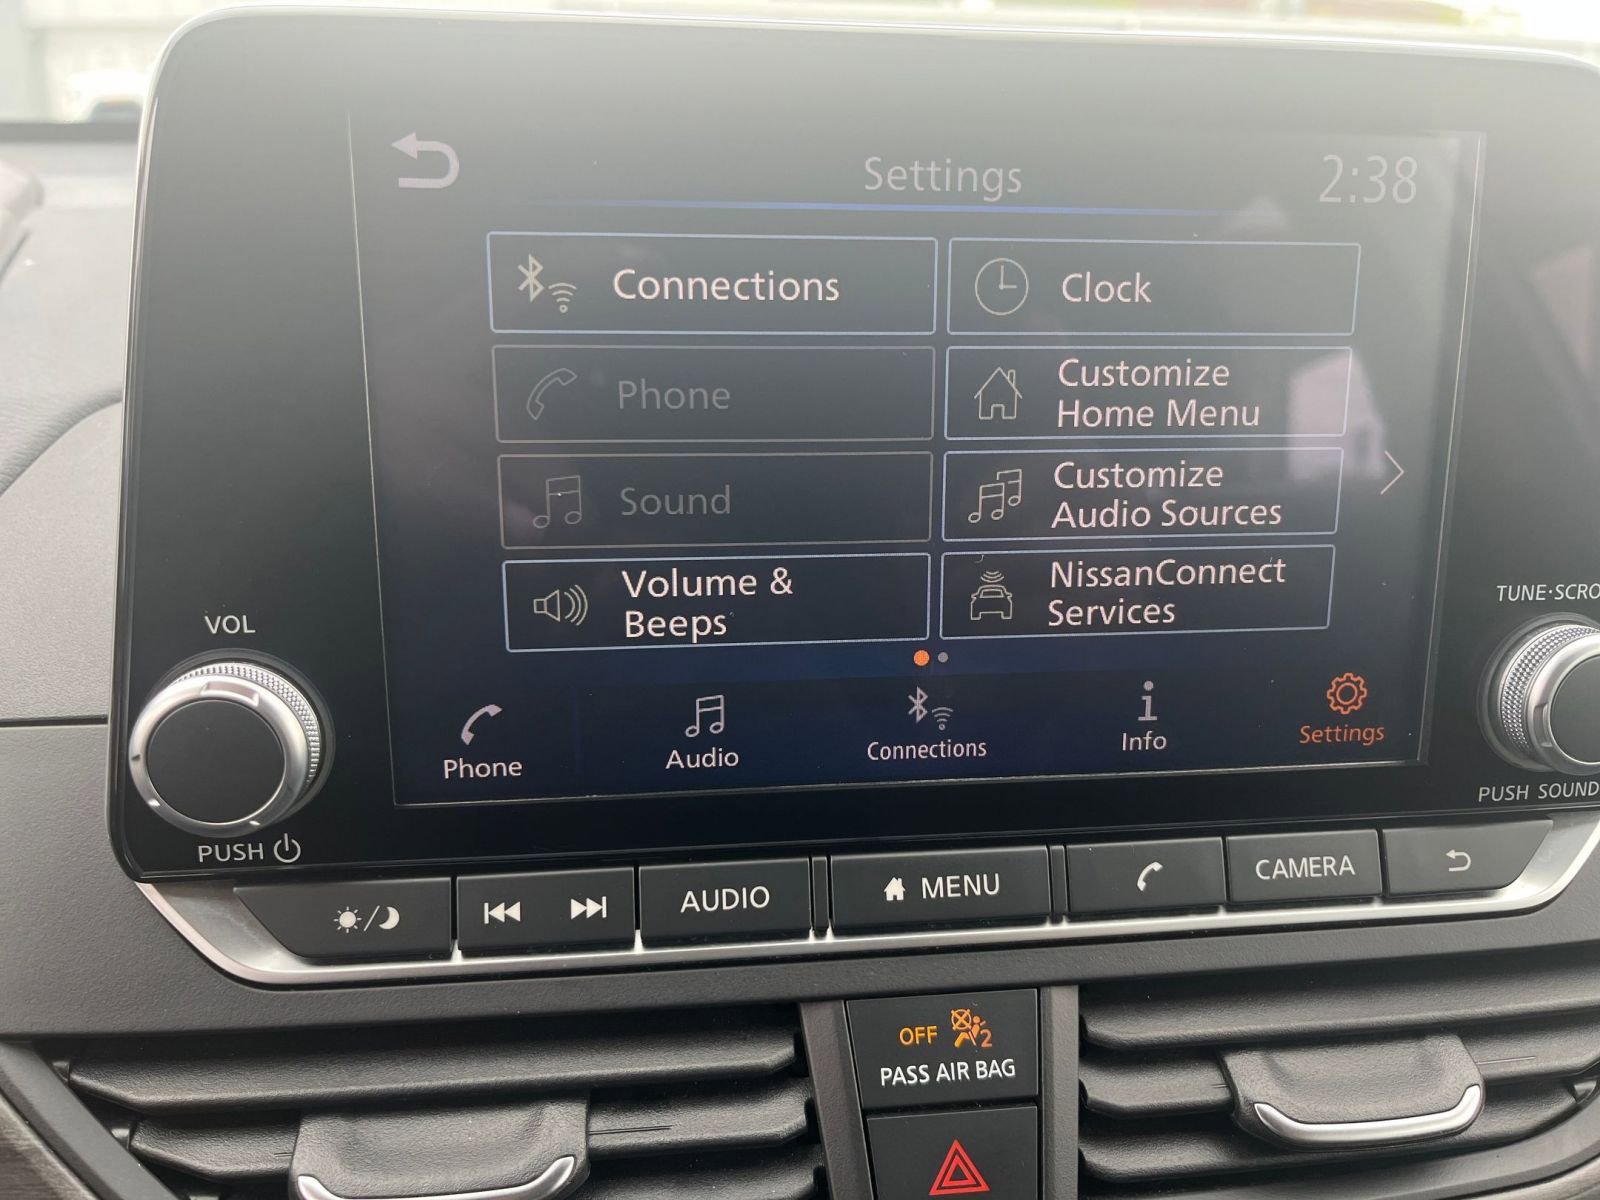 Settings
2:38
Connections
Clock
Phone
Customize
Home Menu
Sound
Customize
Audio Sources
Volume &
Beeps
NissanConnect
Services
Phone
Audio
Connections
Info
Settings
VOL
PUSH
TUNE·SCRO
PUSH SOUND
AUDIO
MENU
CAMERA
OFF
2
PASS AIR BAG